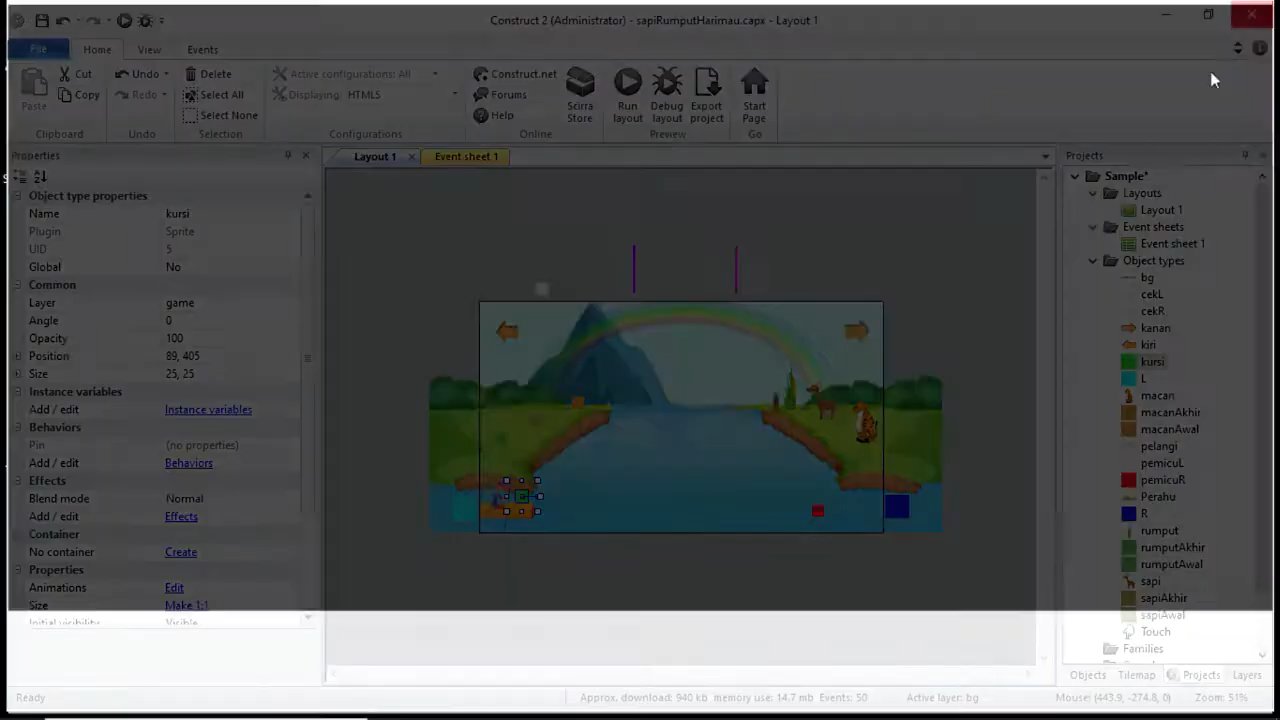 Construct 2 (Administrator) - sapiRumputHarimau.capx - Layout 1
File Home View Events
Paste
Cut
Copy
Clipboard
Undo
Redo
Undo
Delete
Select All
Select None
Selection
Active configurations: All
Displaying: HTML5
Configurations
Construct.net
Forums
Help
Scirra Store
Online
Run layout
Debug layout
Export project
Preview
Start Page
Go
Properties
Layout 1
Event sheet 1
Projects
Object type properties
Name kursi
Plugin Sprite
UID 5
Global No
Common
Layer game
Angle 0
Opacity 100
Position 89, 405
Size 25, 25
Instance variables
Add / edit Instance variables
Behaviors
Pin (no properties)
Add / edit Behaviors
Effects
Blend mode Normal
Add / edit Effects
Container
No container Create
Properties
Animations Edit
Size Make 1:1
Initial visibility Visible
Sample*
Layouts
Layout 1
Event sheets
Event sheet 1
Object types
bg
cekL
cekR
kanan
kiri
kursi
L
macan
macanAkhir
macanAwal
pelangi
pemicuL
pemicuR
Perahu
R
rumput
rumputAkhir
rumputAwal
sapi
sapiAkhir
sapiAwal
Touch
Families
Objects Tilemap Projects Layers
Ready
Approx. download: 940 kb memory use: 14.7 mb Events: 50
Active layer: bg
Mouse: (443.9, -274.8, 0)
Zoom: 51%